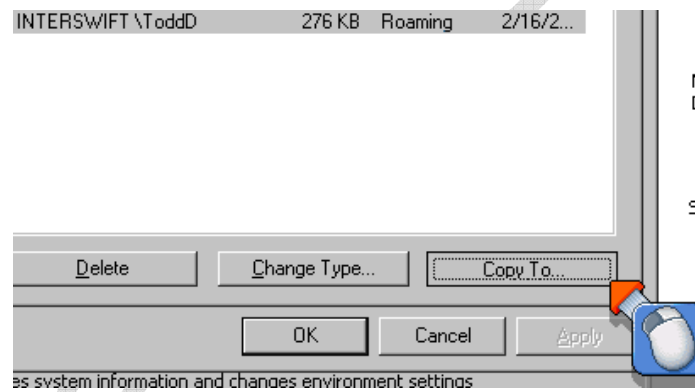 INTERSWIFT \ToddD 276 KB Roaming 2/16/2...
Delete Change Type... Copy To...
OK Cancel Apply
es system information and changes environment settings